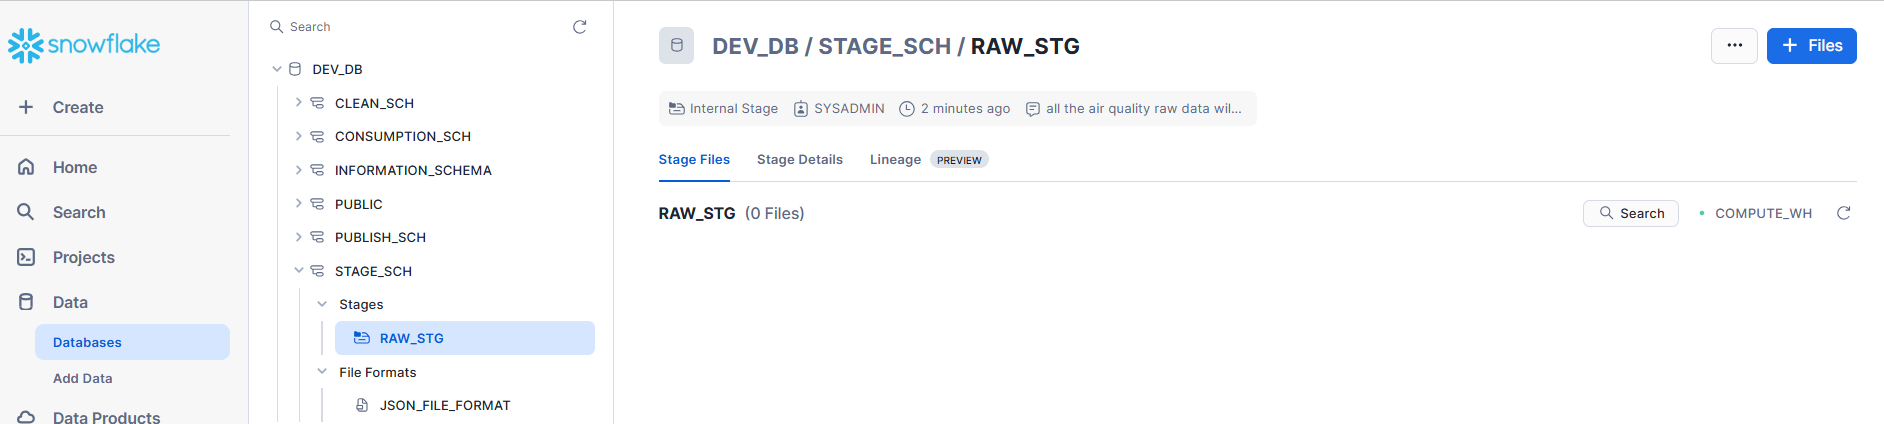 snowflake
Create
Home
Search
Projects
Data
Databases
Add Data
Data Products
Search
DEV_DB
CLEAN_SCH
CONSUMPTION_SCH
INFORMATION_SCHEMA
PUBLIC
PUBLISH_SCH
STAGE_SCH
Stages
RAW_STG
File Formats
JSON_FILE_FORMAT
DEV_DB / STAGE_SCH / RAW_STG
... + Files
Internal Stage SYSADMIN 2 minutes ago all the air quality raw data wil...
Stage Files Stage Details Lineage PREVIEW
RAW_STG (0 Files) Search COMPUTE_WH